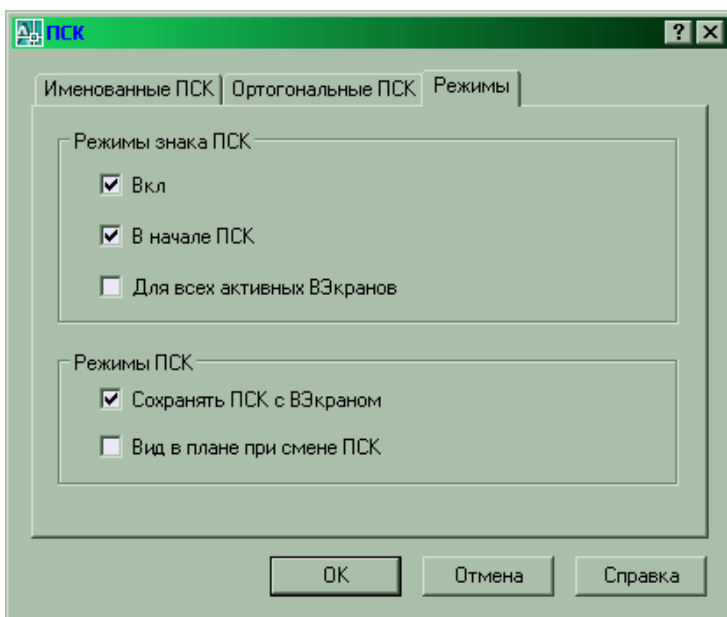 ПСК
Именованные ПСК Ортогональные ПСК Режимы
Режимы знака ПСК
Вкл
В начале ПСК
Для всех активных ВЭкранов
Режимы ПСК
Сохранять ПСК с ВЭкраном
Вид в плане при смене ПСК
OK Отмена Справка